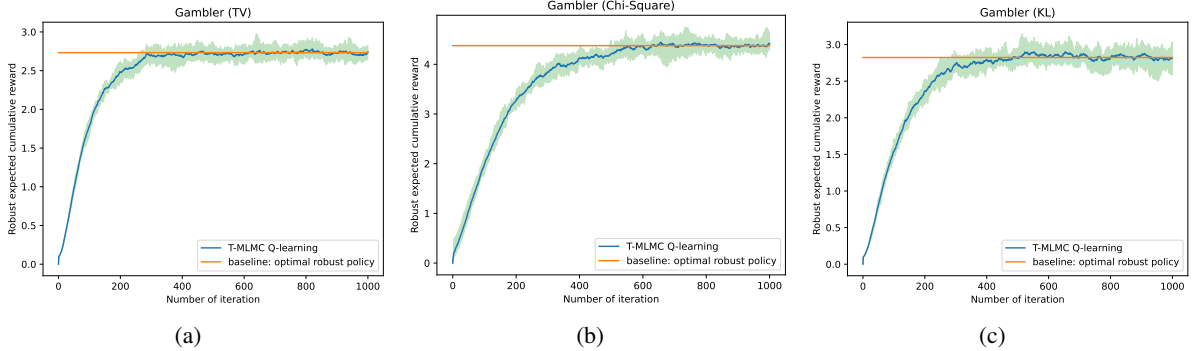 Gambler (TV)
Robust expected cumulative reward
3.0
2.5
2.0
1.5
1.0
0.5
0.0
0
200
400
600
800
1000
Number of iteration
T-MLMC Q-learning
baseline: optimal robust policy
(a)
Gambler (Chi-Square)
Robust expected cumulative reward
4
3
2
1
0
0
200
400
600
800
1000
Number of iteration
T-MLMC Q-learning
baseline: optimal robust policy
(b)
Gambler (KL)
Robust expected cumulative reward
3.0
2.5
2.0
1.5
1.0
0.5
0.0
0
200
400
600
800
1000
Number of iteration
T-MLMC Q-learning
baseline: optimal robust policy
(c)